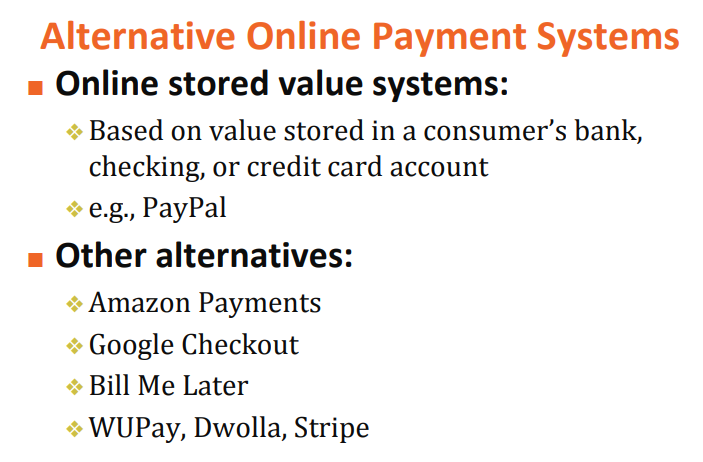 Alternative Online Payment Systems
Online stored value systems:
Based on value stored in a consumer’s bank,
checking, or credit card account
e.g., PayPal
Other alternatives:
Amazon Payments
Google Checkout
Bill Me Later
WUPay, Dwolla, Stripe